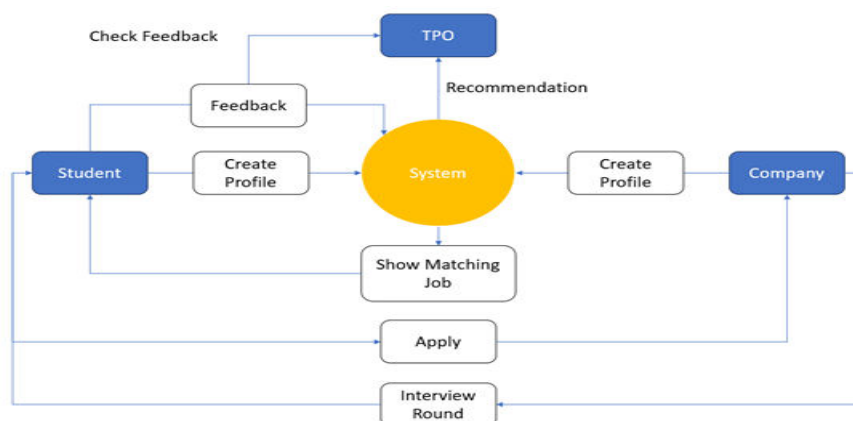 Check Feedback
TPO
Recommendation
Feedback
Student
Create
Profile
System
Create
Profile
Company
Show Matching
Job
Apply
Interview
Round